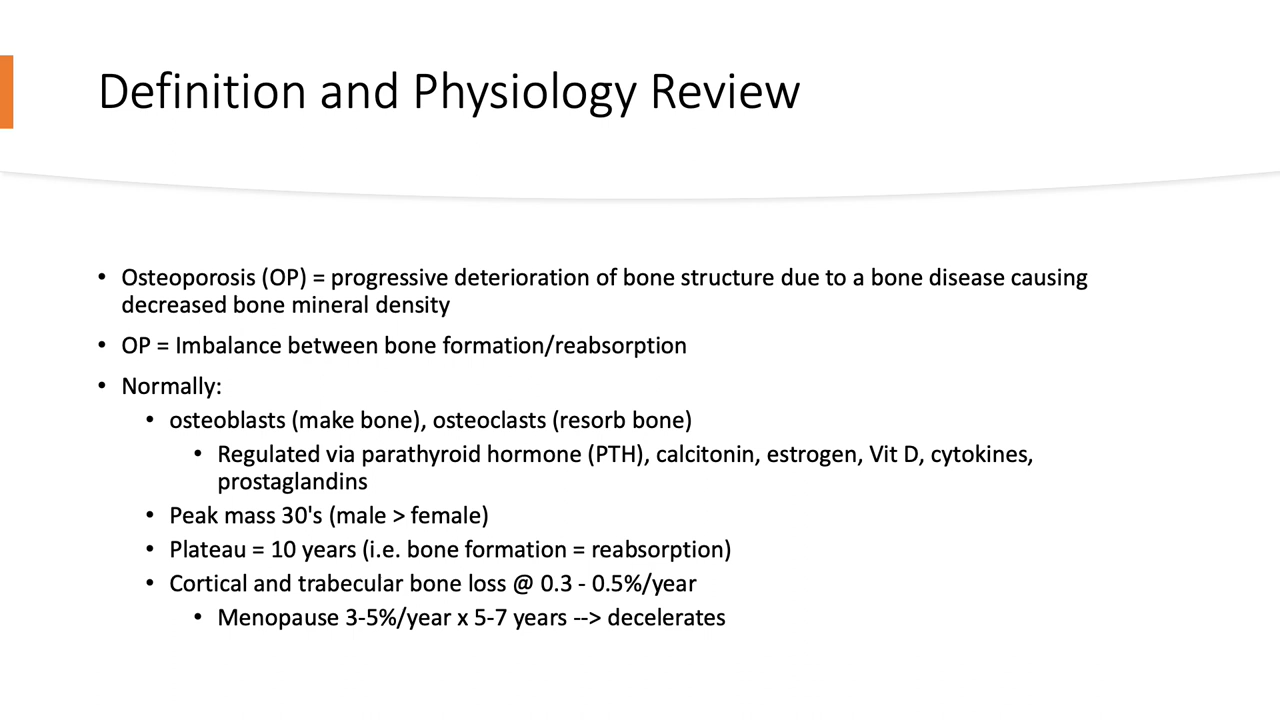 Definition and Physiology Review
• Osteoporosis (OP) = progressive deterioration of bone structure due to a bone disease causing
decreased bone mineral density
• OP = Imbalance between bone formation/reabsorption
• Normally:
• osteoblasts (make bone), osteoclasts (resorb bone)
• Regulated via parathyroid hormone (PTH), calcitonin, estrogen, Vit D, cytokines,
prostaglandins
• Peak mass 30's (male > female)
• Plateau = 10 years (i.e. bone formation = reabsorption)
• Cortical and trabecular bone loss @ 0.3 - 0.5%/year
• Menopause 3-5%/year x 5-7 years --> decelerates